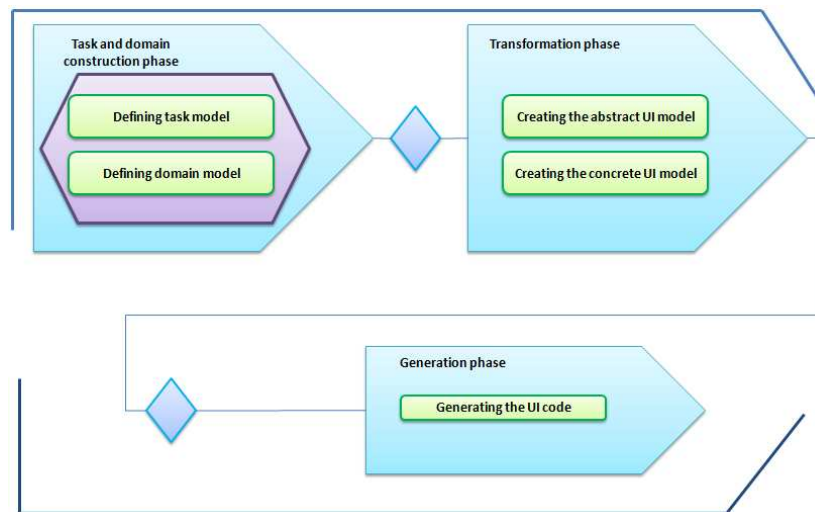 Task and domain
construction phase
Defining task model
Defining domain model
Transformation phase
Creating the abstract UI model
Creating the concrete UI model
Generation phase
Generating the UI code